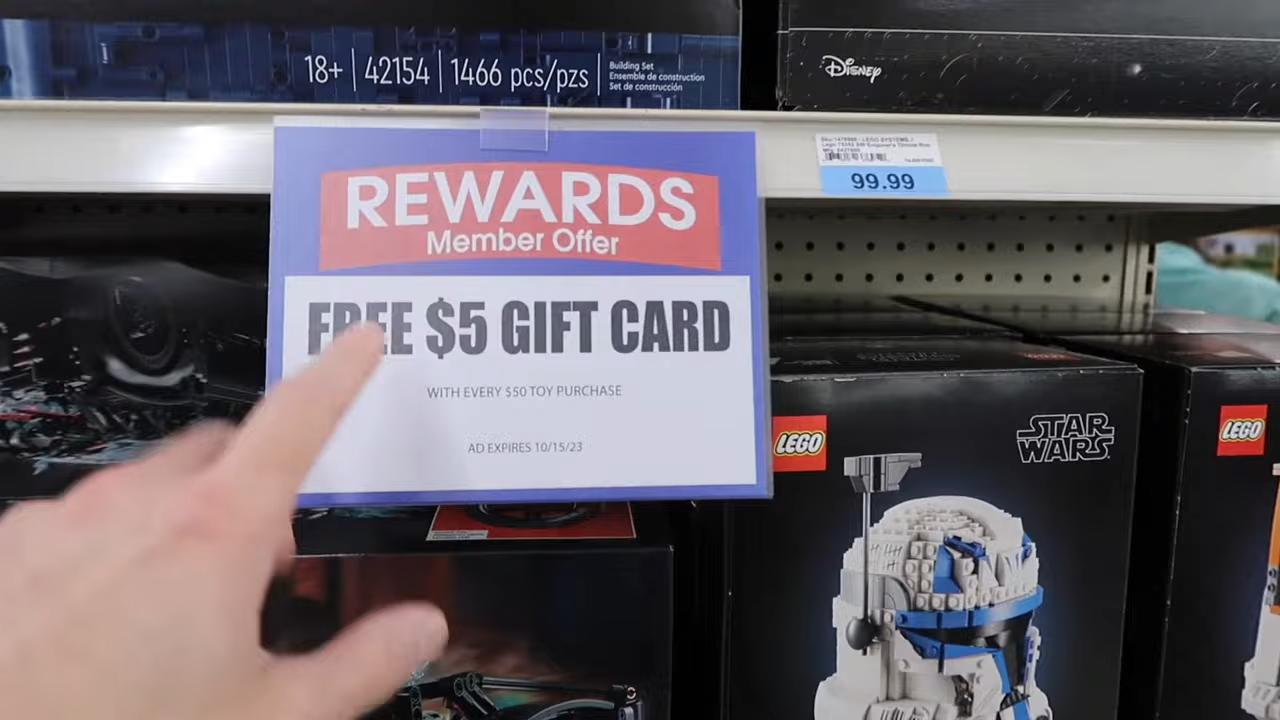 18+ | 42154 | 1466 pcs/pzs
Building Set
Ensemble de construction
Set de construcción
Disney
99.99
REWARDS
Member Offer
FREE $5 GIFT CARD
WITH EVERY $50 TOY PURCHASE
AD EXPIRES 10/15/23
LEGO
STAR
WARS
LEGO